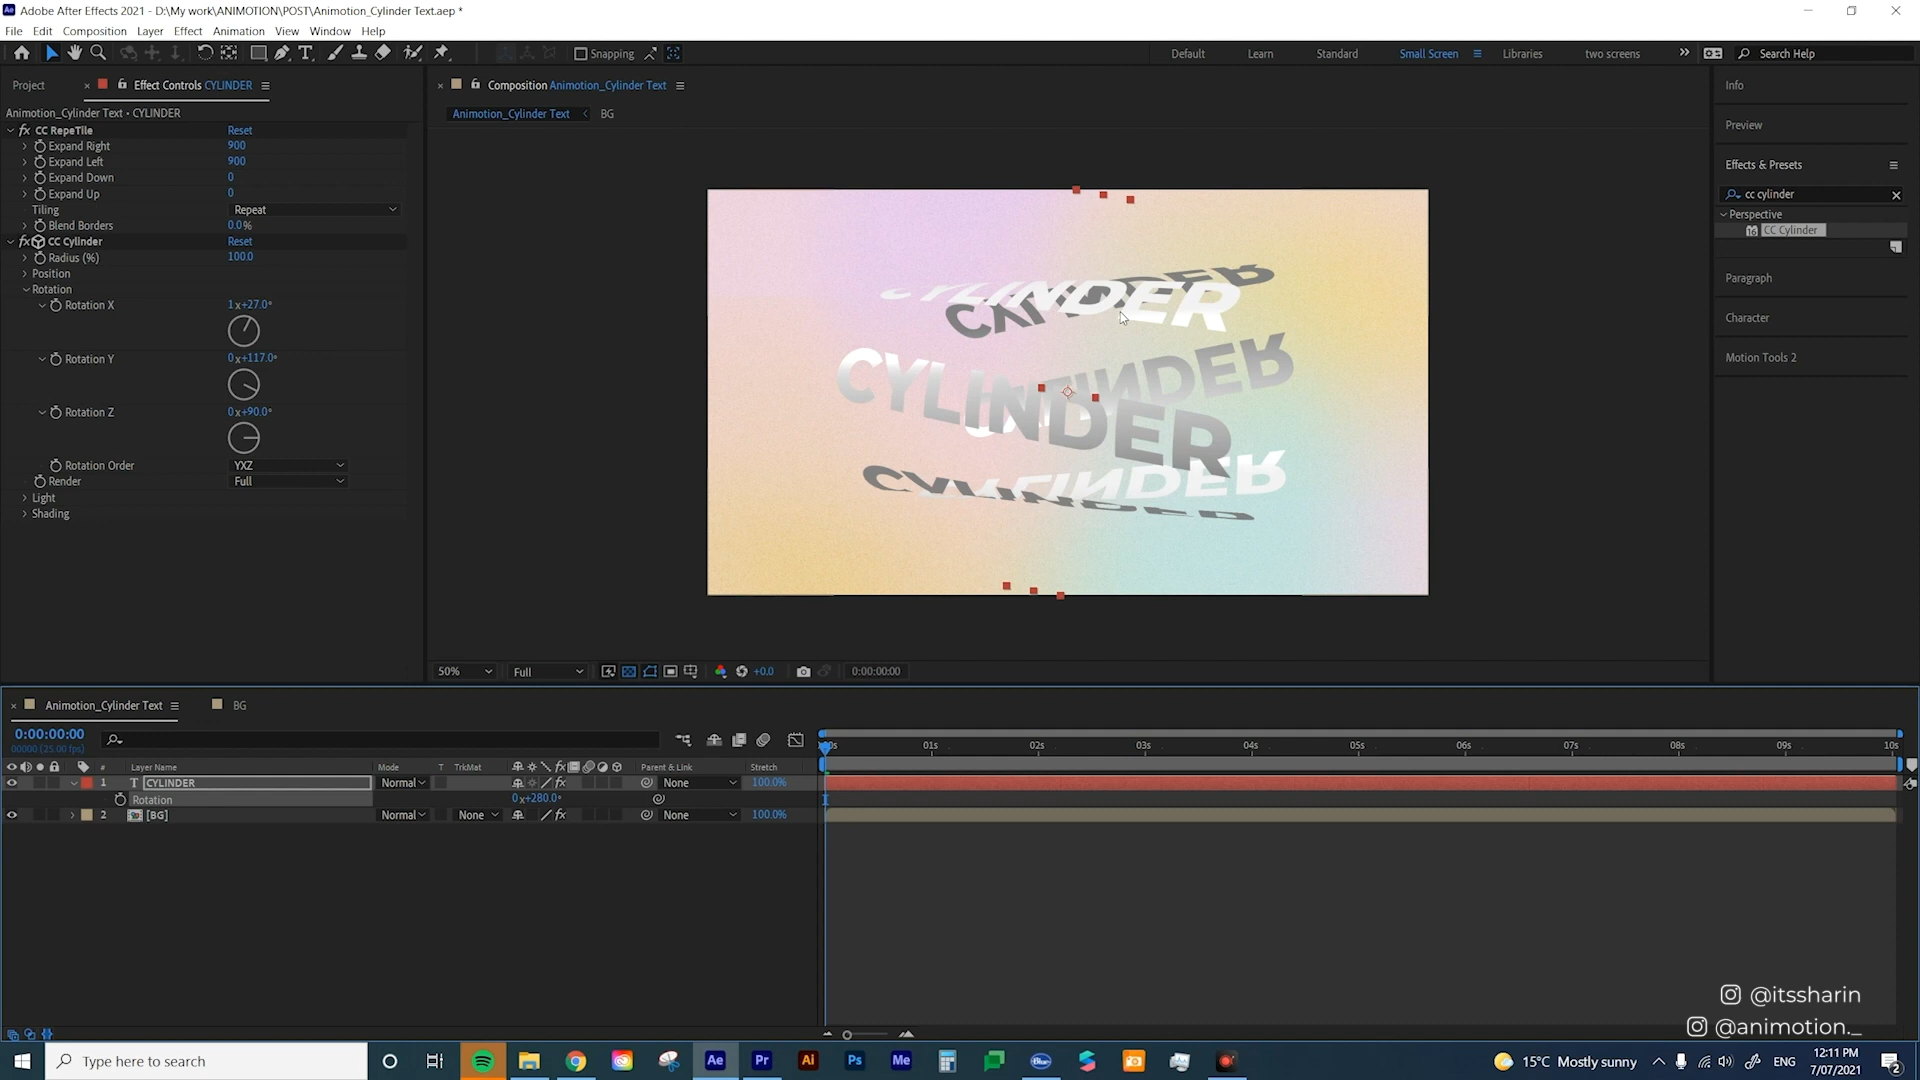 Adobe After Effects 2021 - D:\My work\ANIMOTION\POST\Animotion_Cylinder Text.aep *
File Edit Composition Layer Effect Animation View Window Help
Snapping Default Learn Standard Small Screen Libraries two screens Search Help
Project Effect Controls CYLINDER
Animotion_Cylinder Text • CYLINDER
fx CC RepeTile Reset
Expand Right 900
Expand Left 900
Expand Down 0
Expand Up 0
Tiling Repeat
Blend Borders 0.0%
fx CC Cylinder Reset
Radius (%) 100.0
Position
Rotation
Rotation X 1x+27.0°
Rotation Y 0x+117.0°
Rotation Z 0x+90.0°
Rotation Order YXZ
Render Full
Light
Shading
Composition Animotion_Cylinder Text
Animotion_Cylinder Text < BG
CYLINDER
CYLINDER
CYLINDER
CYLINDER
50% Full +0.0 0:00:00:00
Info
Preview
Effects & Presets
cc cylinder
Perspective
CC Cylinder
Paragraph
Character
Motion Tools 2
Animotion_Cylinder Text BG
0:00:00:00
00000 (25.00 fps)
01s 02s 03s 04s 05s 06s 07s 08s 09s 10s
# Layer Name Mode T TrkMat Parent & Link Stretch
1 T CYLINDER Normal None 100.0%
Rotation 0x+280.0°
2 [BG] Normal None None 100.0%
@itssharin
@animotion._
Type here to search Ae Pr Ai Ps Me 15°C Mostly sunny ENG 12:11 PM
7/07/2021 2